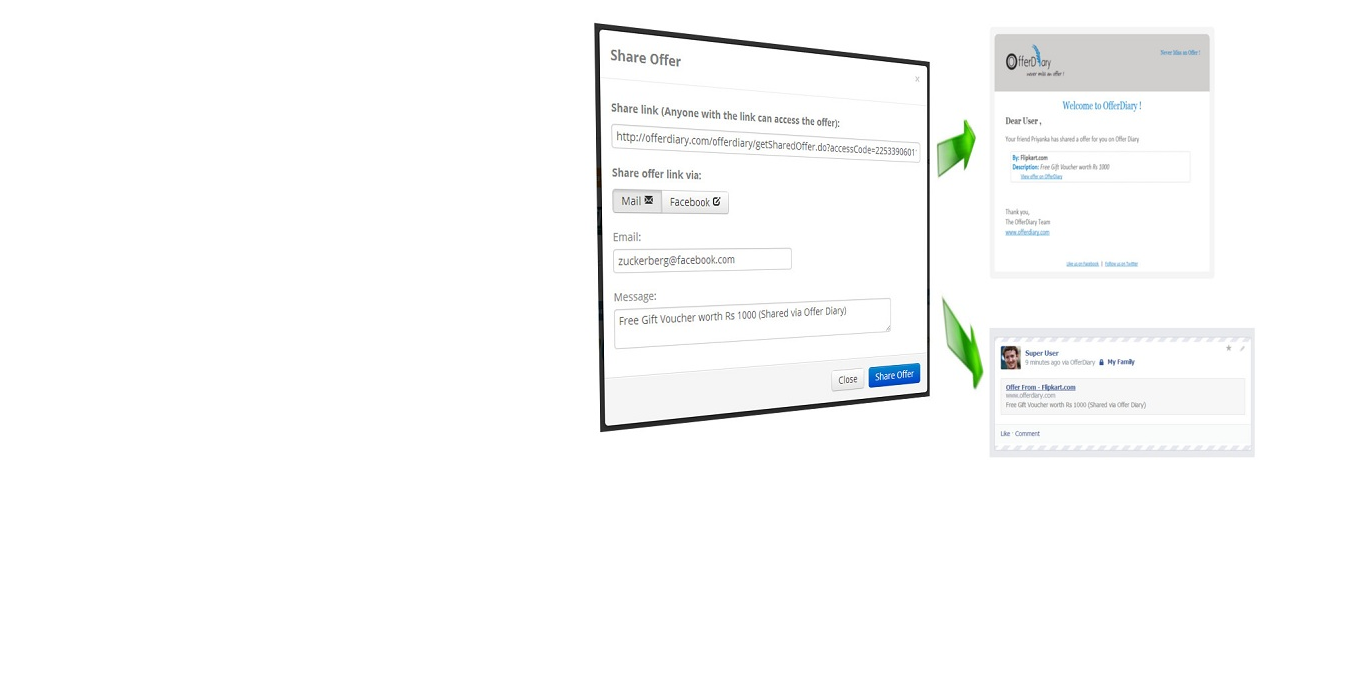 Share Offer
x
Share link (Anyone with the link can access the offer):
http://offerdiary.com/offerdiary/getSharedOffer.do?accessCode=2253390601
Share offer link via:
Mail
Facebook
Email:
zuckerberg@facebook.com
Message:
Free Gift Voucher worth Rs 1000 (Shared via Offer Diary)
Close
Share Offer
OfferDiary
never miss an offer !
Never Miss an Offer !
Welcome to OfferDiary !
Dear User ,
Your friend Priyanka has shared a offer for you on Offer Diary
By: Flipkart.com
Description: Free Gift Voucher worth Rs 1000
View offer on OfferDiary
Thank you,
The OfferDiary Team
www.offerdiary.com
Like us on Facebook | Follow us on Twitter
Super User
9 minutes ago via OfferDiary My Family
Offer From - Flipkart.com
www.offerdiary.com
Free Gift Voucher worth Rs 1000 (Shared via Offer Diary)
Like · Comment